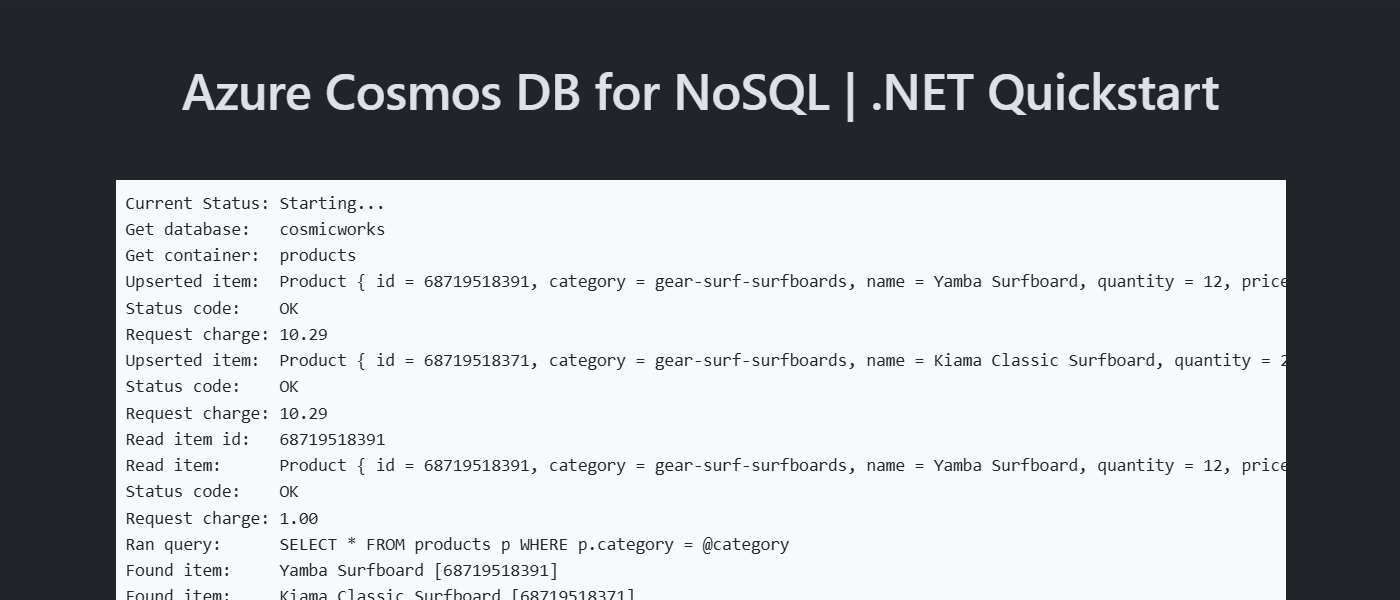 Azure Cosmos DB for NoSQL | .NET Quickstart
Current Status: Starting...
Get database:   cosmicworks
Get container:  products
Upserted item:  Product { id = 68719518391, category = gear-surf-surfboards, name = Yamba Surfboard, quantity = 12, price
Status code:    OK
Request charge: 10.29
Upserted item:  Product { id = 68719518371, category = gear-surf-surfboards, name = Kiama Classic Surfboard, quantity = 2
Status code:    OK
Request charge: 10.29
Read item id:   68719518391
Read item:      Product { id = 68719518391, category = gear-surf-surfboards, name = Yamba Surfboard, quantity = 12, price
Status code:    OK
Request charge: 1.00
Ran query:      SELECT * FROM products p WHERE p.category = @category
Found item:     Yamba Surfboard [68719518391]
Found item:     Kiama Classic Surfboard [68719518371]